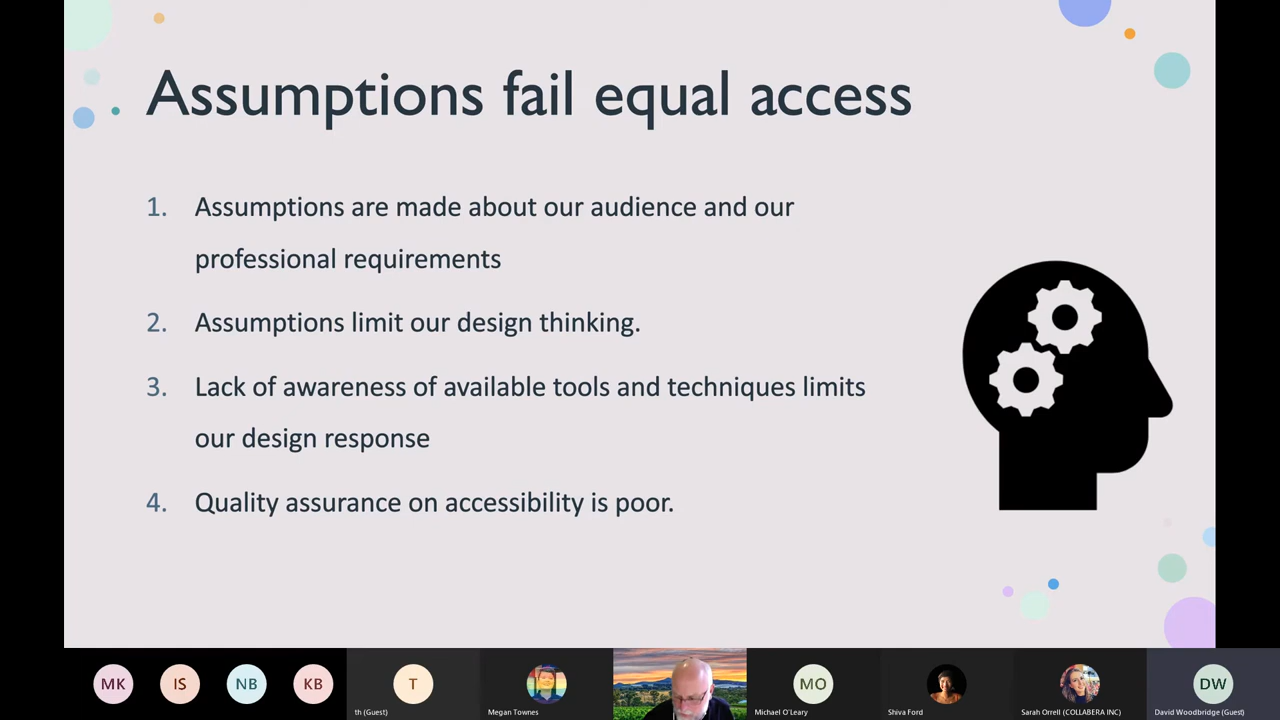 Assumptions fail equal access
1. Assumptions are made about our audience and our
professional requirements
2. Assumptions limit our design thinking.
3. Lack of awareness of available tools and techniques limits
our design response
4. Quality assurance on accessibility is poor.
MK IS NB KB T MO DW
th (Guest) Megan Townes Michael O'Leary Shiva Ford Sarah Orrell (COLLABERA INC) David Woodbridge (Guest)